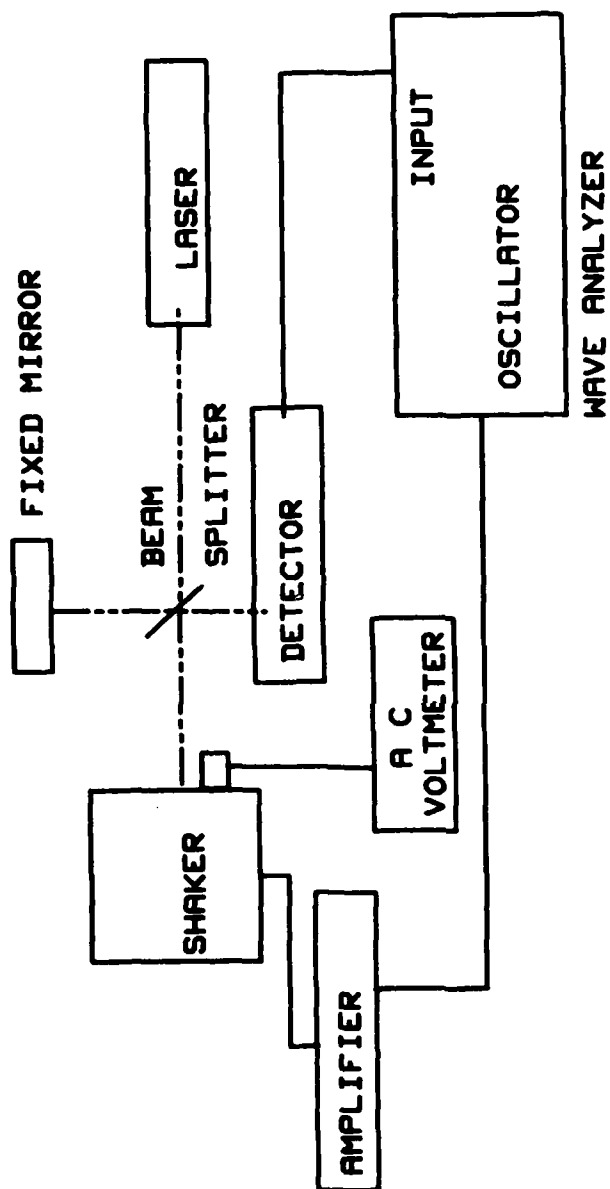 FIXED MIRROR
BEAM
SPLITTER
LASER
SHAKER
DETECTOR
INPUT
A C
VOLTMETER
OSCILLATOR
AMPLIFIER
WAVE ANALYZER